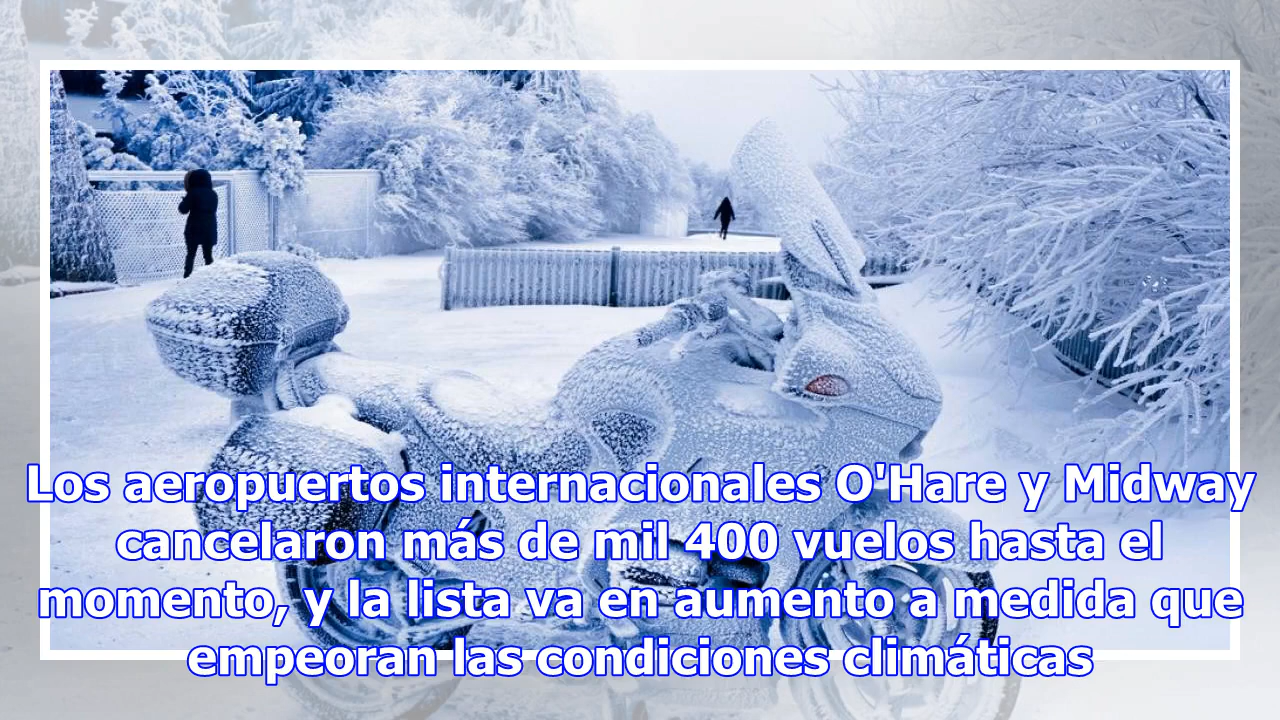 Los aeropuertos internacionales O'Hare y Midway
cancelaron más de mil 400 vuelos hasta el
momento, y la lista va en aumento a medida que
empeoran las condiciones climáticas